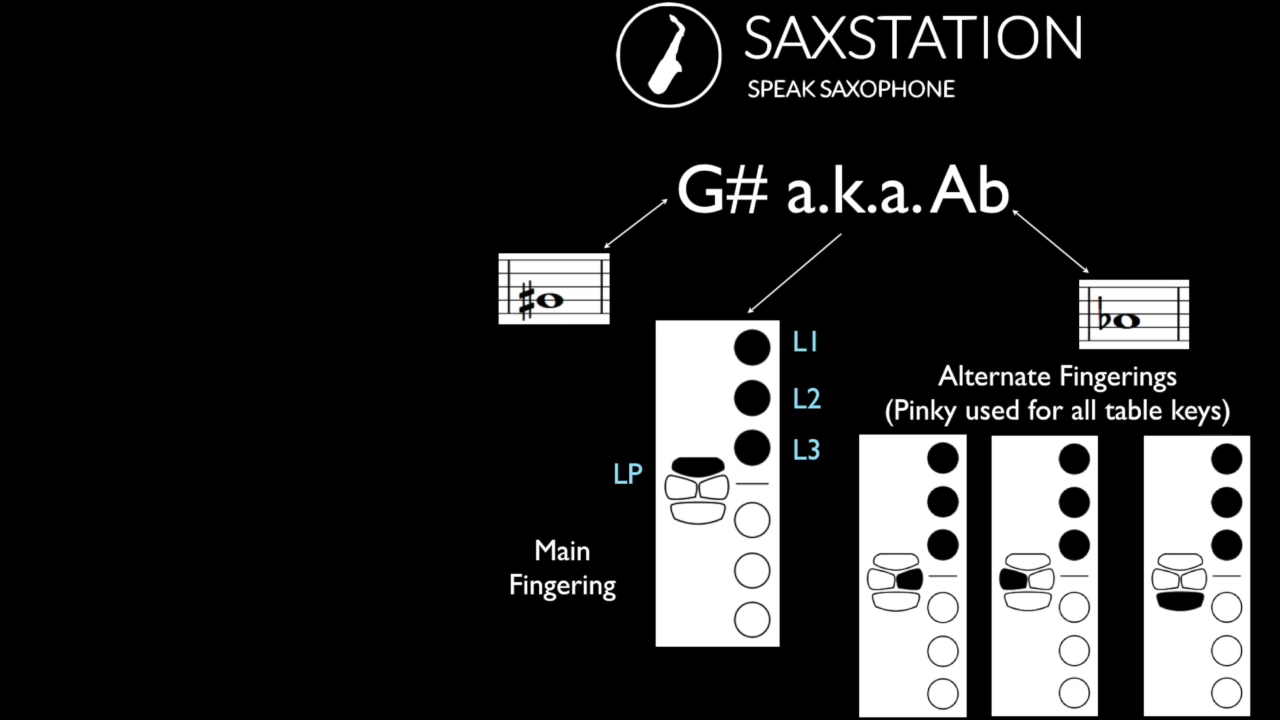 SAXSTATION
SPEAK SAXOPHONE
G# a.k.a. Ab
L1
L2
L3
LP
Main
Fingering
Alternate Fingerings
(Pinky used for all table keys)